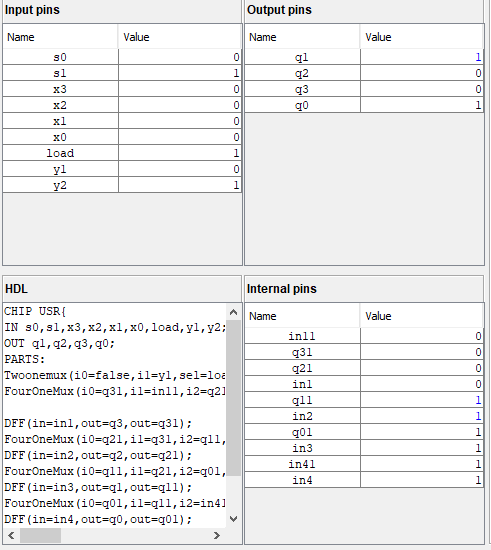 Input pins
Name Value
s0 0
s1 1
x3 0
x2 0
x1 0
x0 0
load 1
y1 0
y2 1
Output pins
Name Value
q1 1
q2 0
q3 0
q0 1
HDL
CHIP USR{
IN s0,s1,x3,x2,x1,x0,load,y1,y2;
OUT q1,q2,q3,q0;
PARTS:
Twoonemux(i0=false,i1=y1,sel=loa
FourOneMux(i0=q31,i1=in11,i2=q21
DFF(in=in1,out=q3,out=q31);
FourOneMux(i0=q21,i1=q31,i2=q11,
DFF(in=in2,out=q2,out=q21);
FourOneMux(i0=q11,i1=q21,i2=q01,
DFF(in=in3,out=q1,out=q11);
FourOneMux(i0=q01,i1=q11,i2=in41
DFF(in=in4,out=q0,out=q01);
Internal pins
Name Value
in11 0
q31 0
q21 0
in1 0
q11 1
in2 1
q01 1
in3 1
in41 1
in4 1